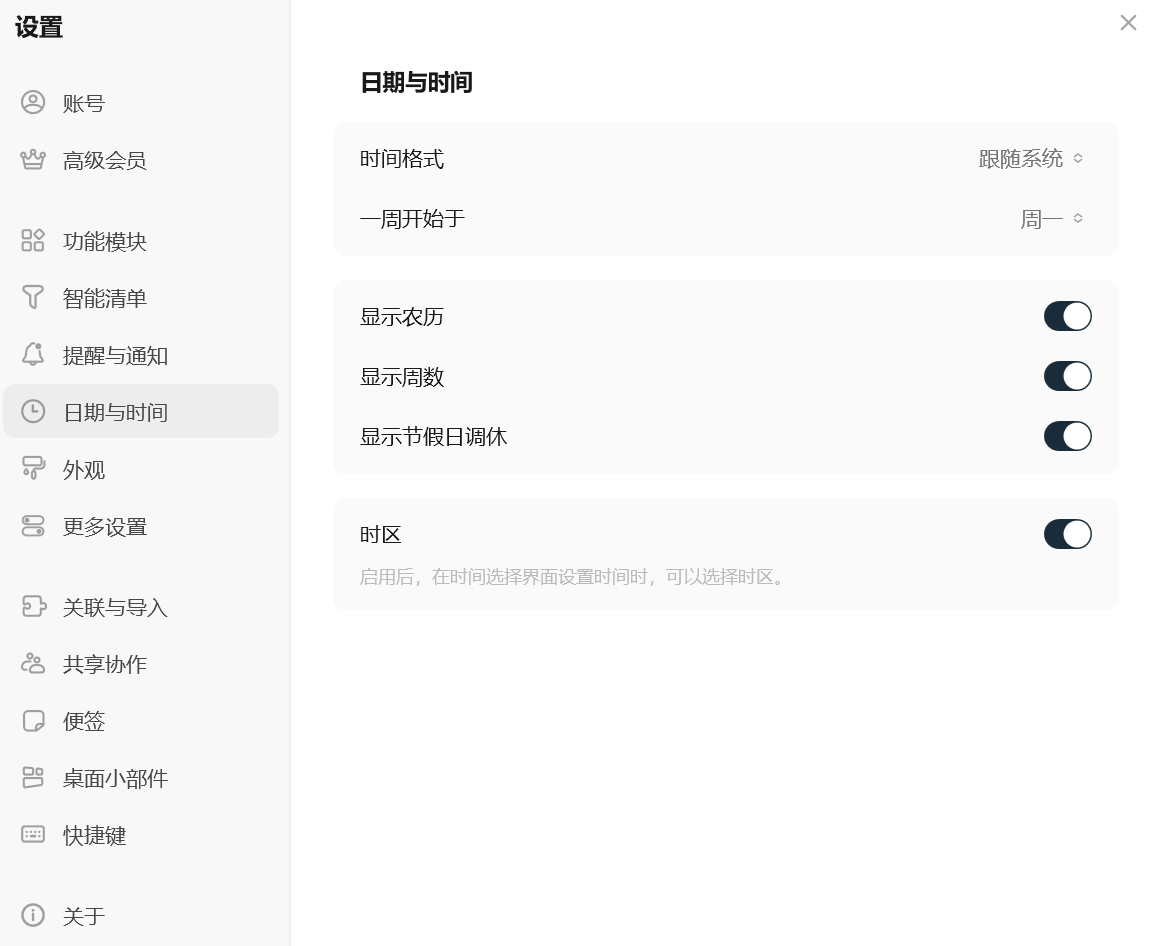 设置
账号
高级会员
功能模块
智能清单
提醒与通知
日期与时间
外观
更多设置
关联与导入
共享协作
便签
桌面小部件
快捷键
关于
日期与时间
时间格式 跟随系统
一周开始于 周一
显示农历
显示周数
显示节假日调休
时区
启用后，在时间选择界面设置时间时，可以选择时区。